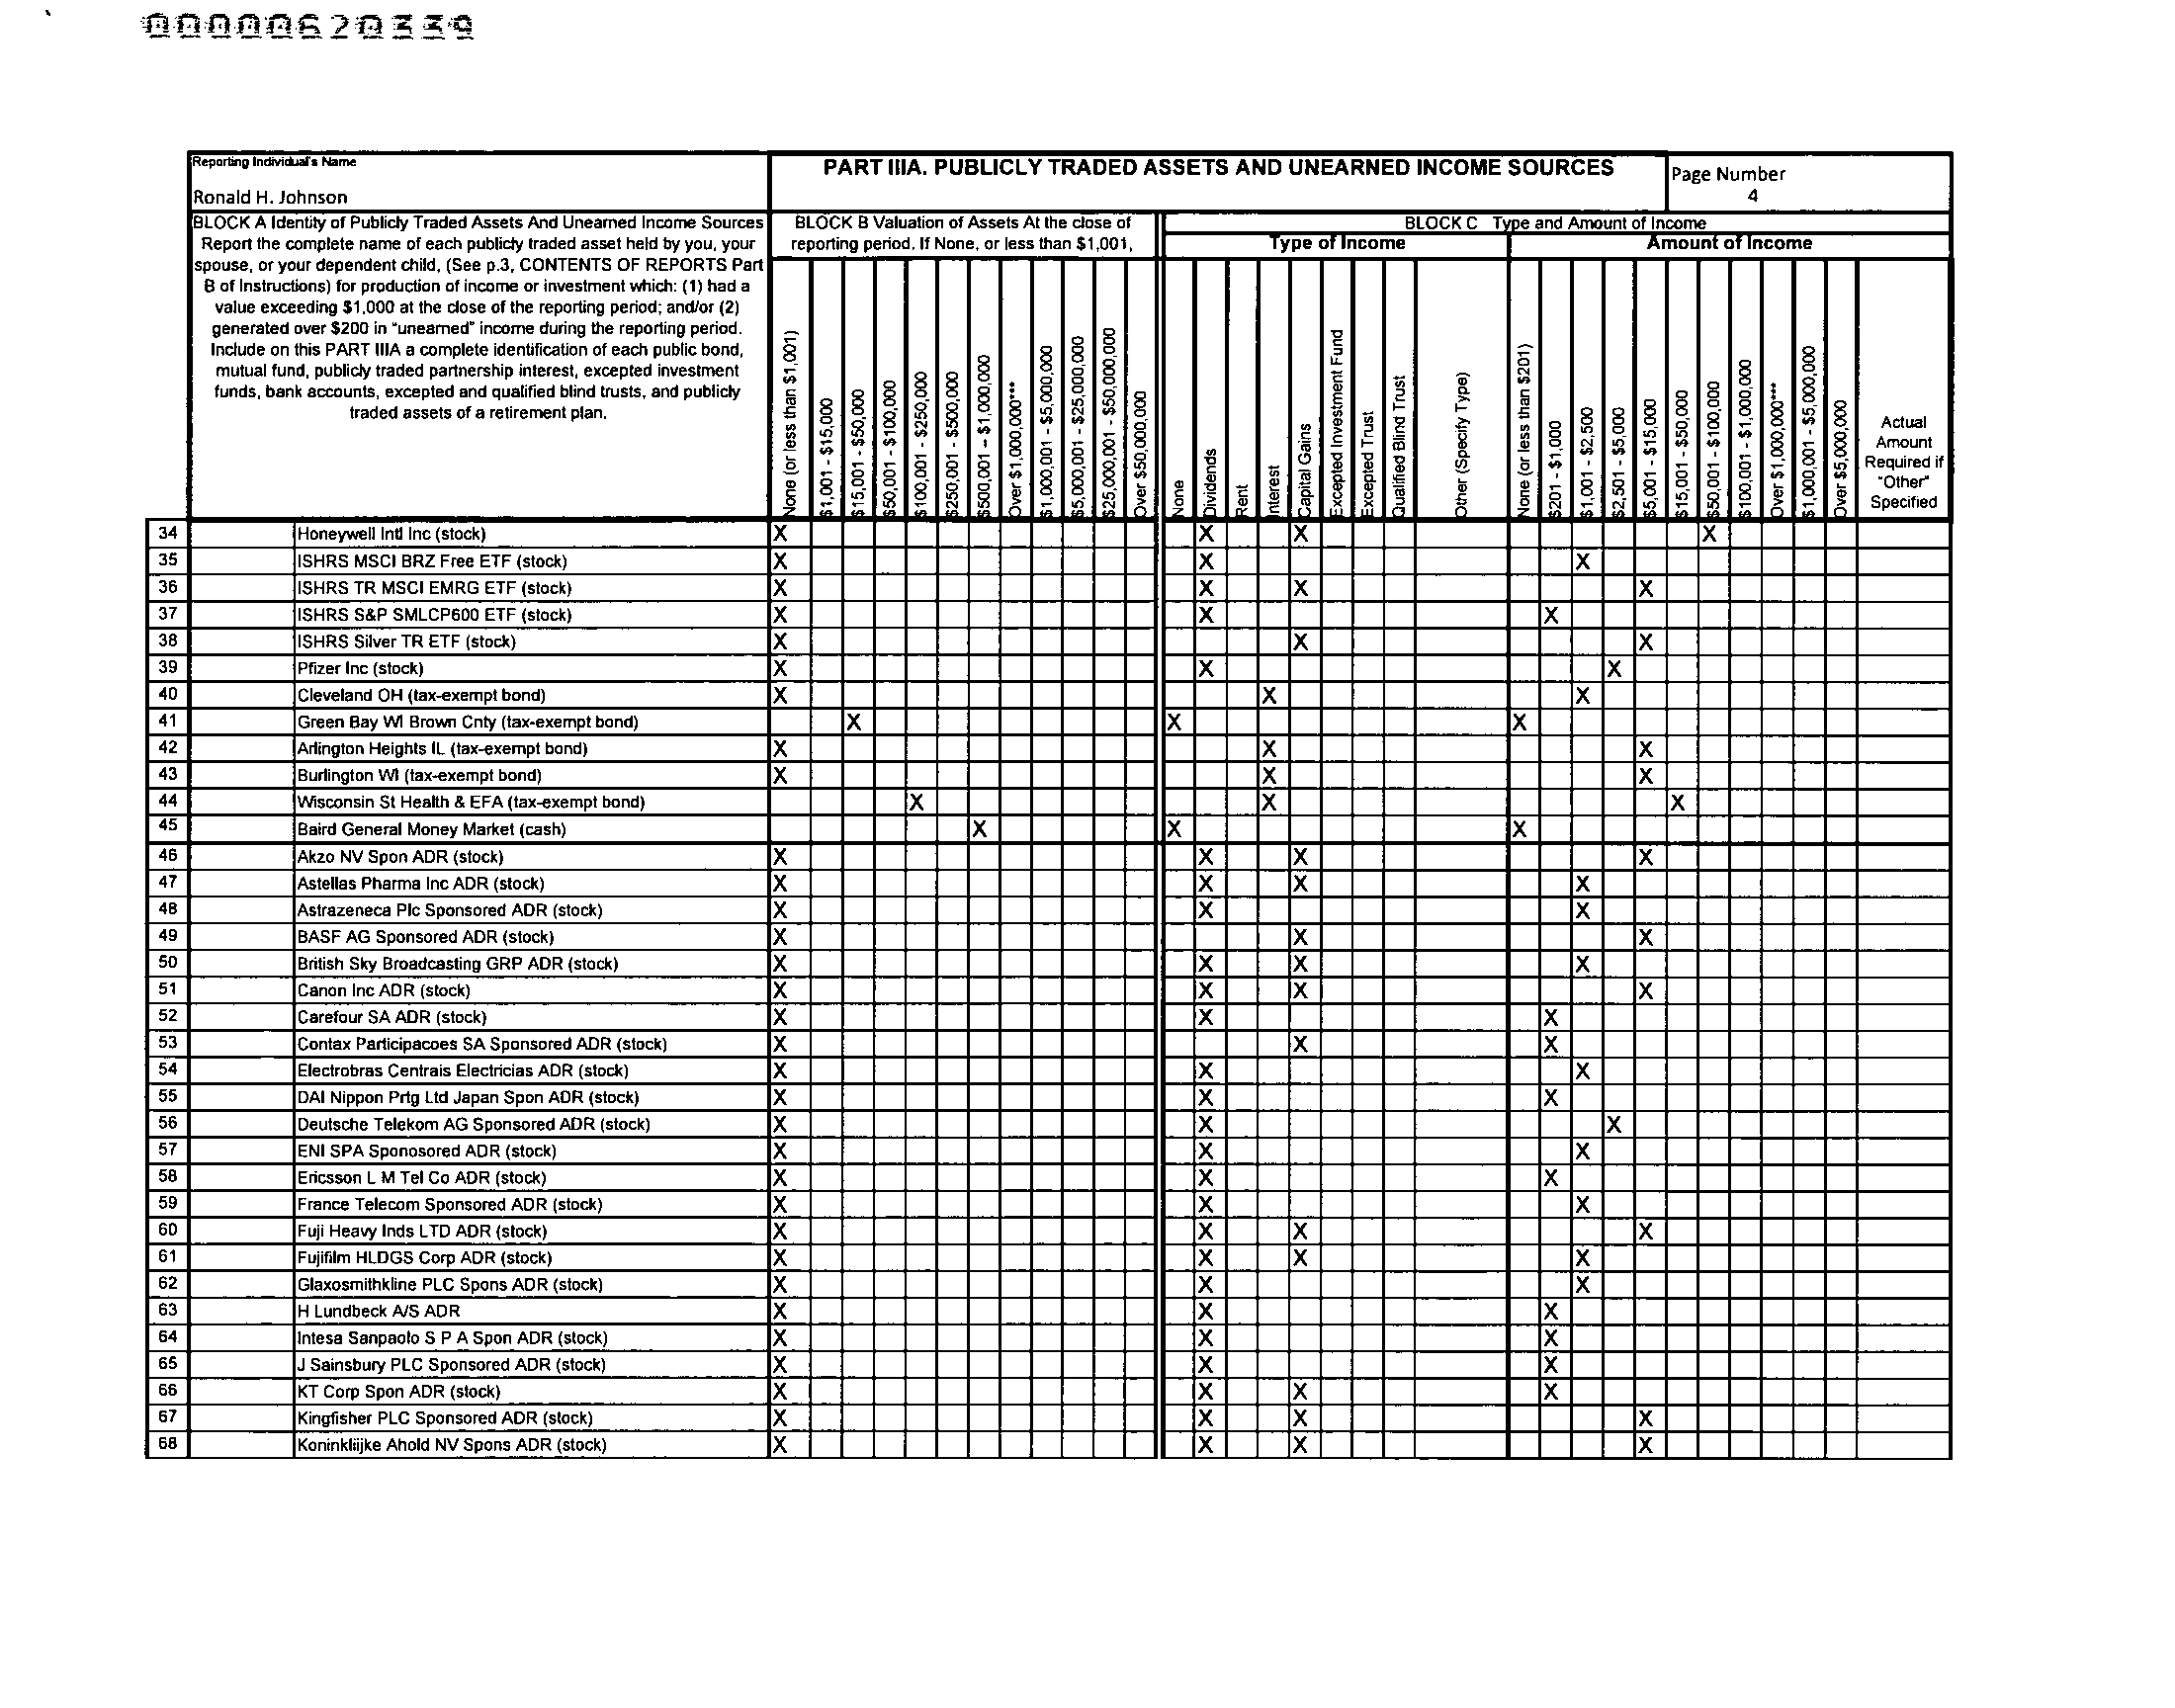 00000620339
Reporting Individual's Name
Ronald H. Johnson
PART IIIA. PUBLICLY TRADED ASSETS AND UNEARNED INCOME SOURCES
Page Number
4
BLOCK A Identity of Publicly Traded Assets And Unearned Income Sources
Report the complete name of each publicly traded asset held by you, your
spouse, or your dependent child, (See p.3, CONTENTS OF REPORTS Part
B of Instructions) for production of income or investment which: (1) had a
value exceeding $1,000 at the close of the reporting period; and/or (2)
generated over $200 in "unearned" income during the reporting period.
Include on this PART IIIA a complete identification of each public bond,
mutual fund, publicly traded partnership interest, excepted investment
funds, bank accounts, excepted and qualified blind trusts, and publicly
traded assets of a retirement plan.
BLOCK B Valuation of Assets At the close of
reporting period. If None, or less than $1,001,
BLOCK C Type and Amount of Income
Type of Income
Amount of Income
None (or less than $1,001)
$1,001 - $15,000
$15,001 - $50,000
$50,001 - $100,000
$100,001 - $250,000
$250,001 - $500,000
$500,001 -- $1,000,000
Over $1,000,000***
$1,000,001 - $5,000,000
$5,000,001 - $25,000,000
$25,000,001 - $50,000,000
Over $50,000,000
None
Dividends
Rent
Interest
Capital Gains
Excepted Investment Fund
Excepted Trust
Qualified Blind Trust
Other (Specify Type)
None (or less than $201)
$201 - $1,000
$1,001 - $2,500
$2,501 - $5,000
$5,001 - $15,000
$15,001 - $50,000
$50,001 - $100,000
$100,001 - $1,000,000
Over $1,000,000***
$1,000,001 - $5,000,000
Over $5,000,000
Actual
Amount
Required if
"Other"
Specified
34 Honeywell Intl Inc (stock) X X X X
35 ISHRS MSCI BRZ Free ETF (stock) X X X
36 ISHRS TR MSCI EMRG ETF (stock) X X X X
37 ISHRS S&P SMLCP600 ETF (stock) X X X
38 ISHRS Silver TR ETF (stock) X X X
39 Pfizer Inc (stock) X X X
40 Cleveland OH (tax-exempt bond) X X X
41 Green Bay WI Brown Cnty (tax-exempt bond) X X X
42 Arlington Heights IL (tax-exempt bond) X X X
43 Burlington WI (tax-exempt bond) X X X
44 Wisconsin St Health & EFA (tax-exempt bond) X X X
45 Baird General Money Market (cash) X X X
46 Akzo NV Spon ADR (stock) X X X X
47 Astellas Pharma Inc ADR (stock) X X X X
48 Astrazeneca Plc Sponsored ADR (stock) X X X
49 BASF AG Sponsored ADR (stock) X X X
50 British Sky Broadcasting GRP ADR (stock) X X X X
51 Canon Inc ADR (stock) X X X X
52 Carefour SA ADR (stock) X X X
53 Contax Participacoes SA Sponsored ADR (stock) X X X
54 Electrobras Centrais Electricias ADR (stock) X X X
55 DAI Nippon Prtg Ltd Japan Spon ADR (stock) X X X
56 Deutsche Telekom AG Sponsored ADR (stock) X X X
57 ENI SPA Sponosored ADR (stock) X X X
58 Ericsson L M Tel Co ADR (stock) X X X
59 France Telecom Sponsored ADR (stock) X X X
60 Fuji Heavy Inds LTD ADR (stock) X X X X
61 Fujifilm HLDGS Corp ADR (stock) X X X X
62 Glaxosmithkline PLC Spons ADR (stock) X X X
63 H Lundbeck A/S ADR X X X
64 Intesa Sanpaolo S P A Spon ADR (stock) X X X
65 J Sainsbury PLC Sponsored ADR (stock) X X X
66 KT Corp Spon ADR (stock) X X X X
67 Kingfisher PLC Sponsored ADR (stock) X X X X
68 Koninkliijke Ahold NV Spons ADR (stock) X X X X